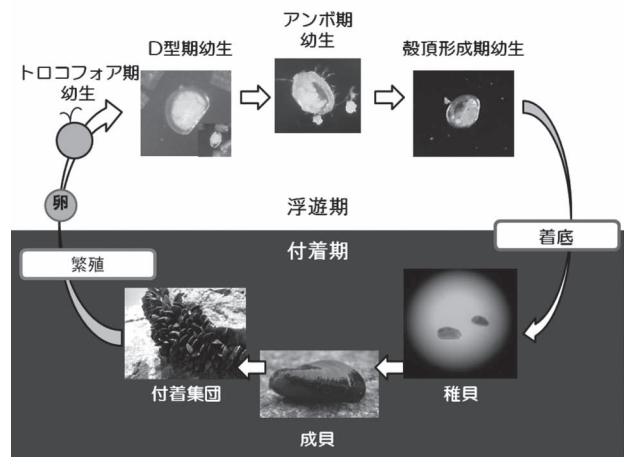 アンボ期
幼生
D型期幼生
殻頂形成期幼生
トロコフォア期
幼生
卵
浮遊期
着底
付着期
繁殖
付着集団
稚貝
成貝